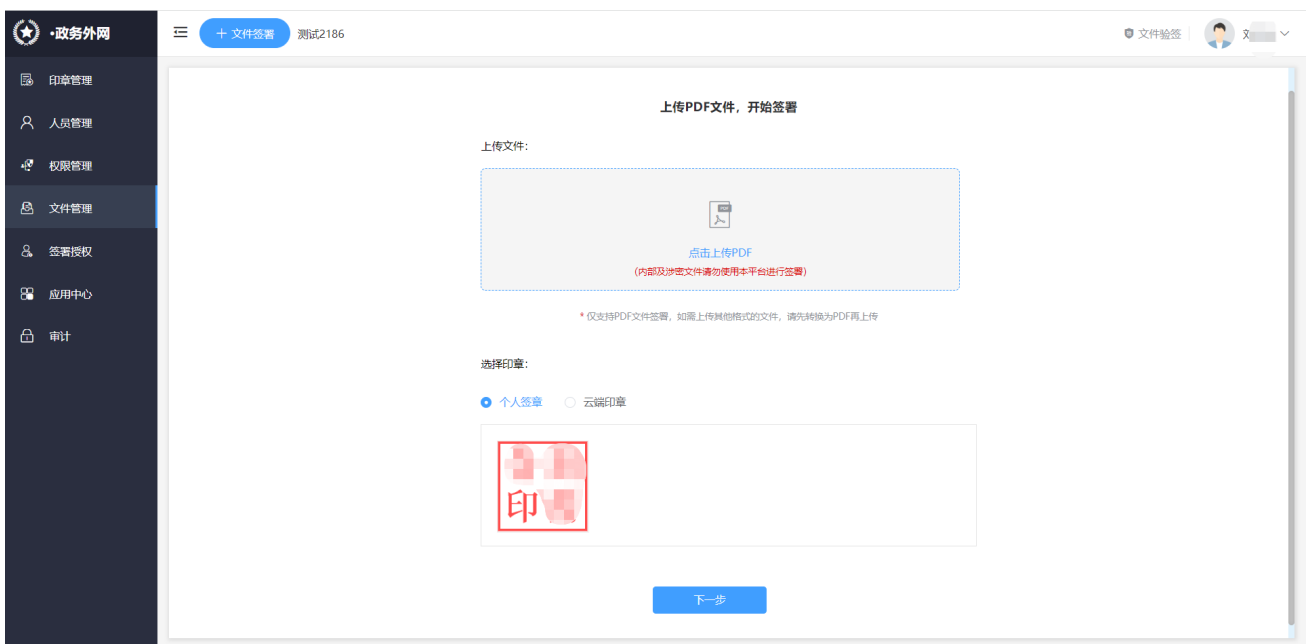 ·政务外网
文件签署
测试2186
文件验签
印章管理
人员管理
权限管理
文件管理
签署授权
应用中心
审计
上传PDF文件，开始签署
上传文件：
PDF
点击上传PDF
(内部及涉密文件请勿使用本平台进行签署)
* 仅支持PDF文件签署，如需上传其他格式的文件，请先转换为PDF再上传
选择印章：
个人签章
云端印章
印
下一步